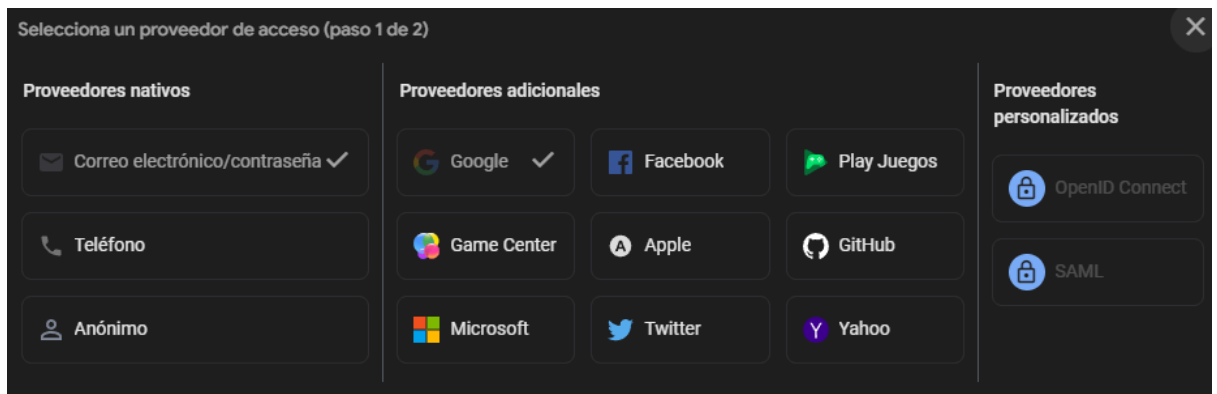 Selecciona un proveedor de acceso (paso 1 de 2)
Proveedores nativos
Correo electrónico/contraseña
Teléfono
Anónimo
Proveedores adicionales
Google
Facebook
Play Juegos
Game Center
Apple
GitHub
Microsoft
Twitter
Yahoo
Proveedores
personalizados
OpenID Connect
SAML